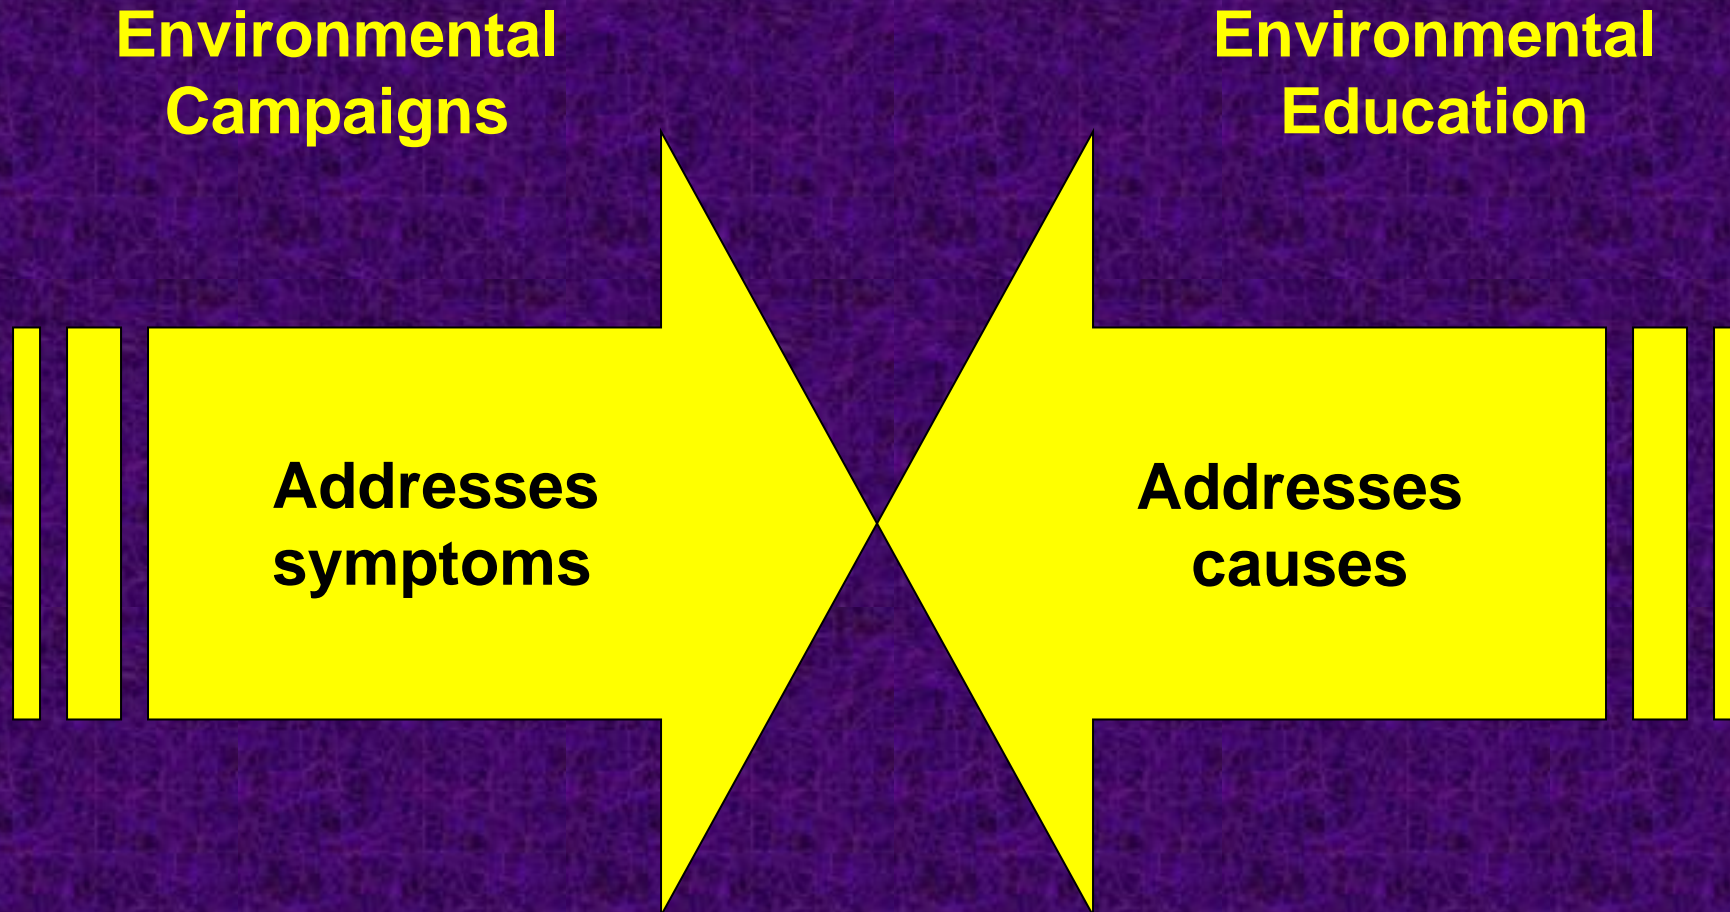 Environmental
Campaigns
Environmental
Education
Addresses
symptoms
Addresses
causes